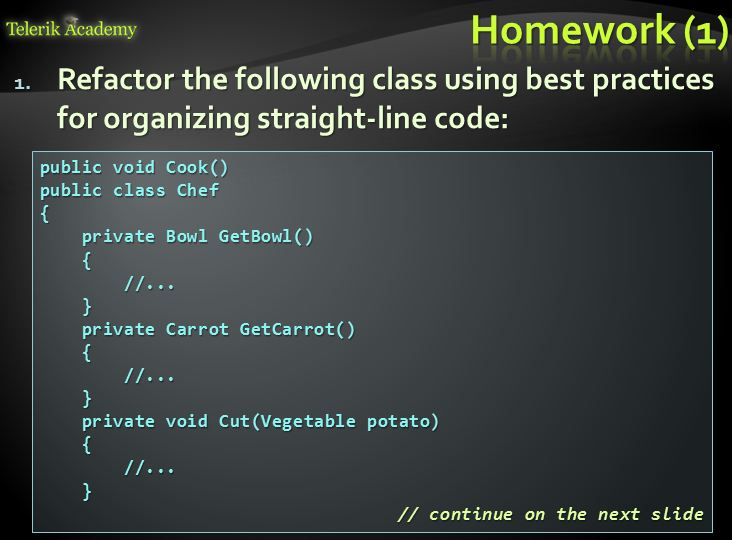 Telerik Academy
Homework (1)
1. Refactor the following class using best practices
for organizing straight-line code:
public void Cook()
public class Chef
{
    private Bowl GetBowl()
    {
        //...
    }
    private Carrot GetCarrot()
    {
        //...
    }
    private void Cut(Vegetable potato)
    {
        //...
    }
// continue on the next slide